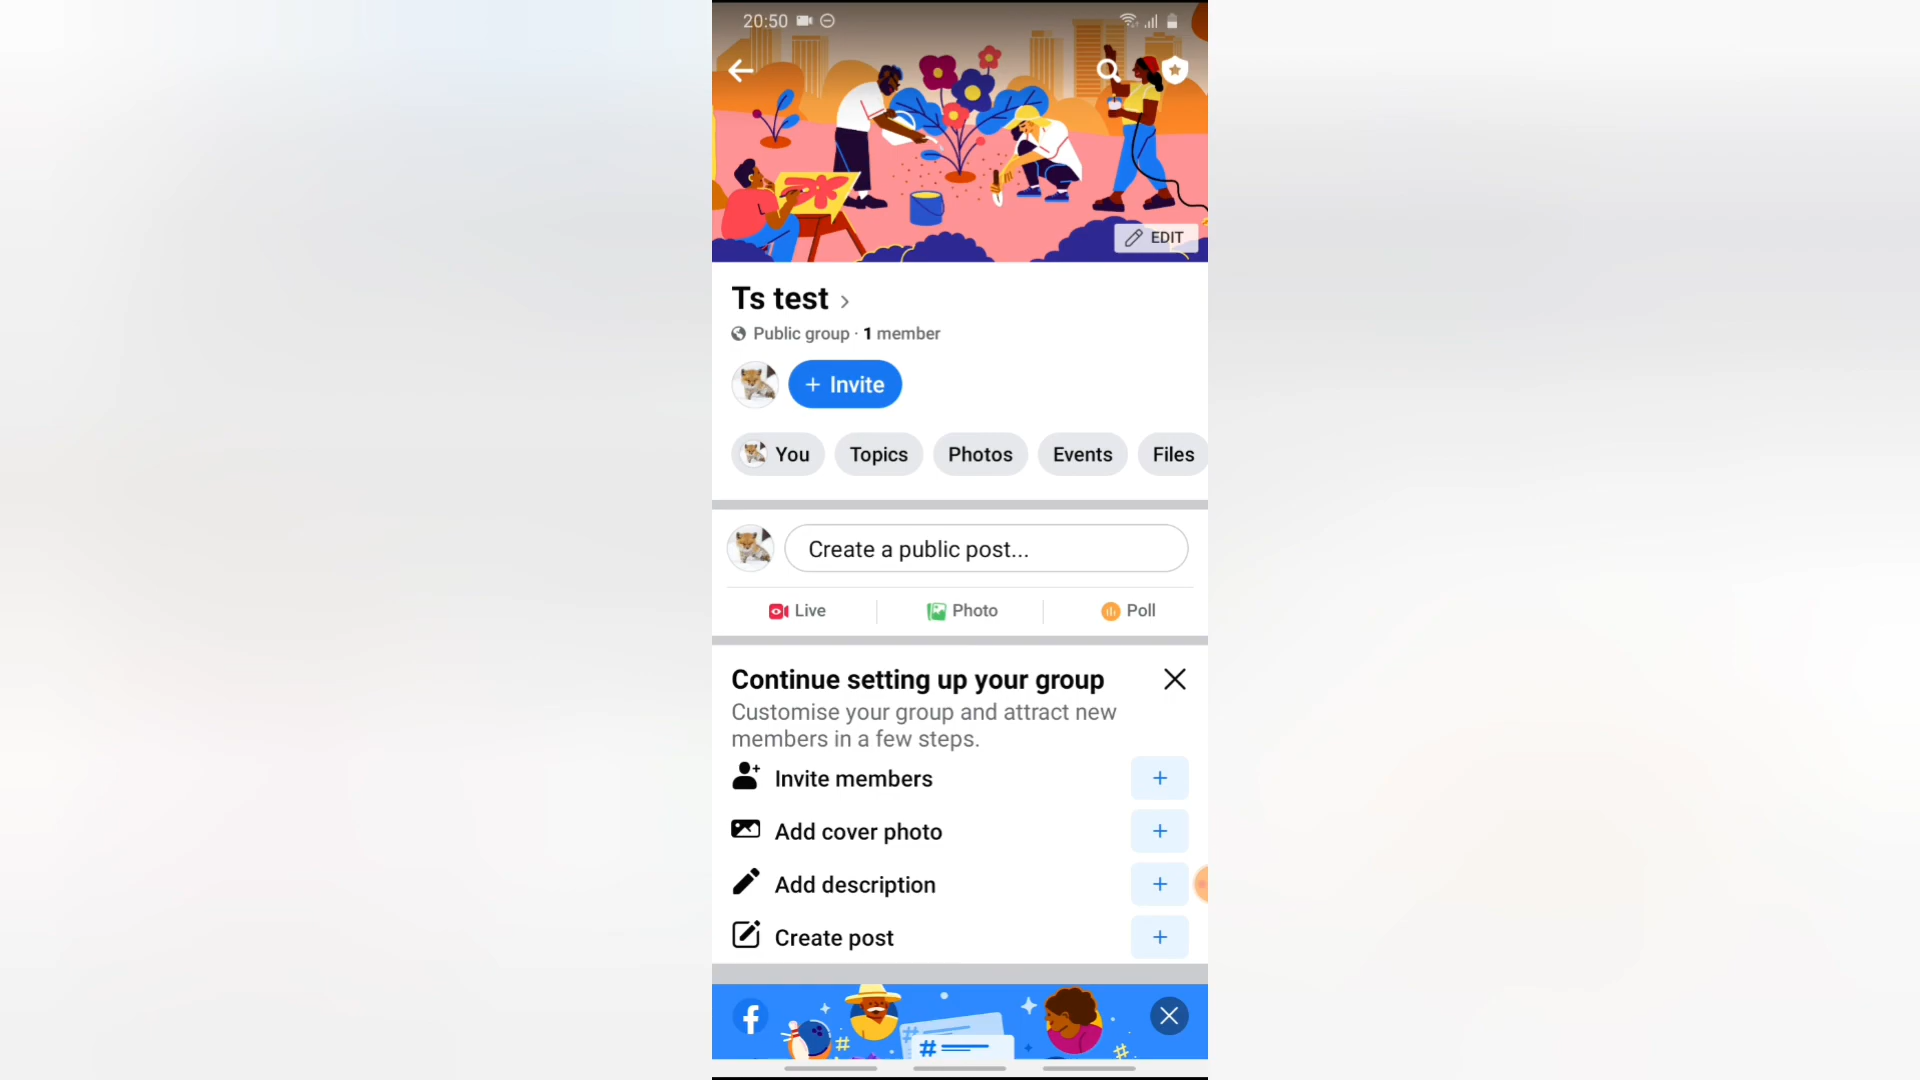 20:50
EDIT
Ts test
Public group · 1 member
+ Invite
You Topics Photos Events Files
Create a public post...
Live Photo Poll
Continue setting up your group
Customise your group and attract new
members in a few steps.
Invite members +
Add cover photo +
Add description +
Create post +